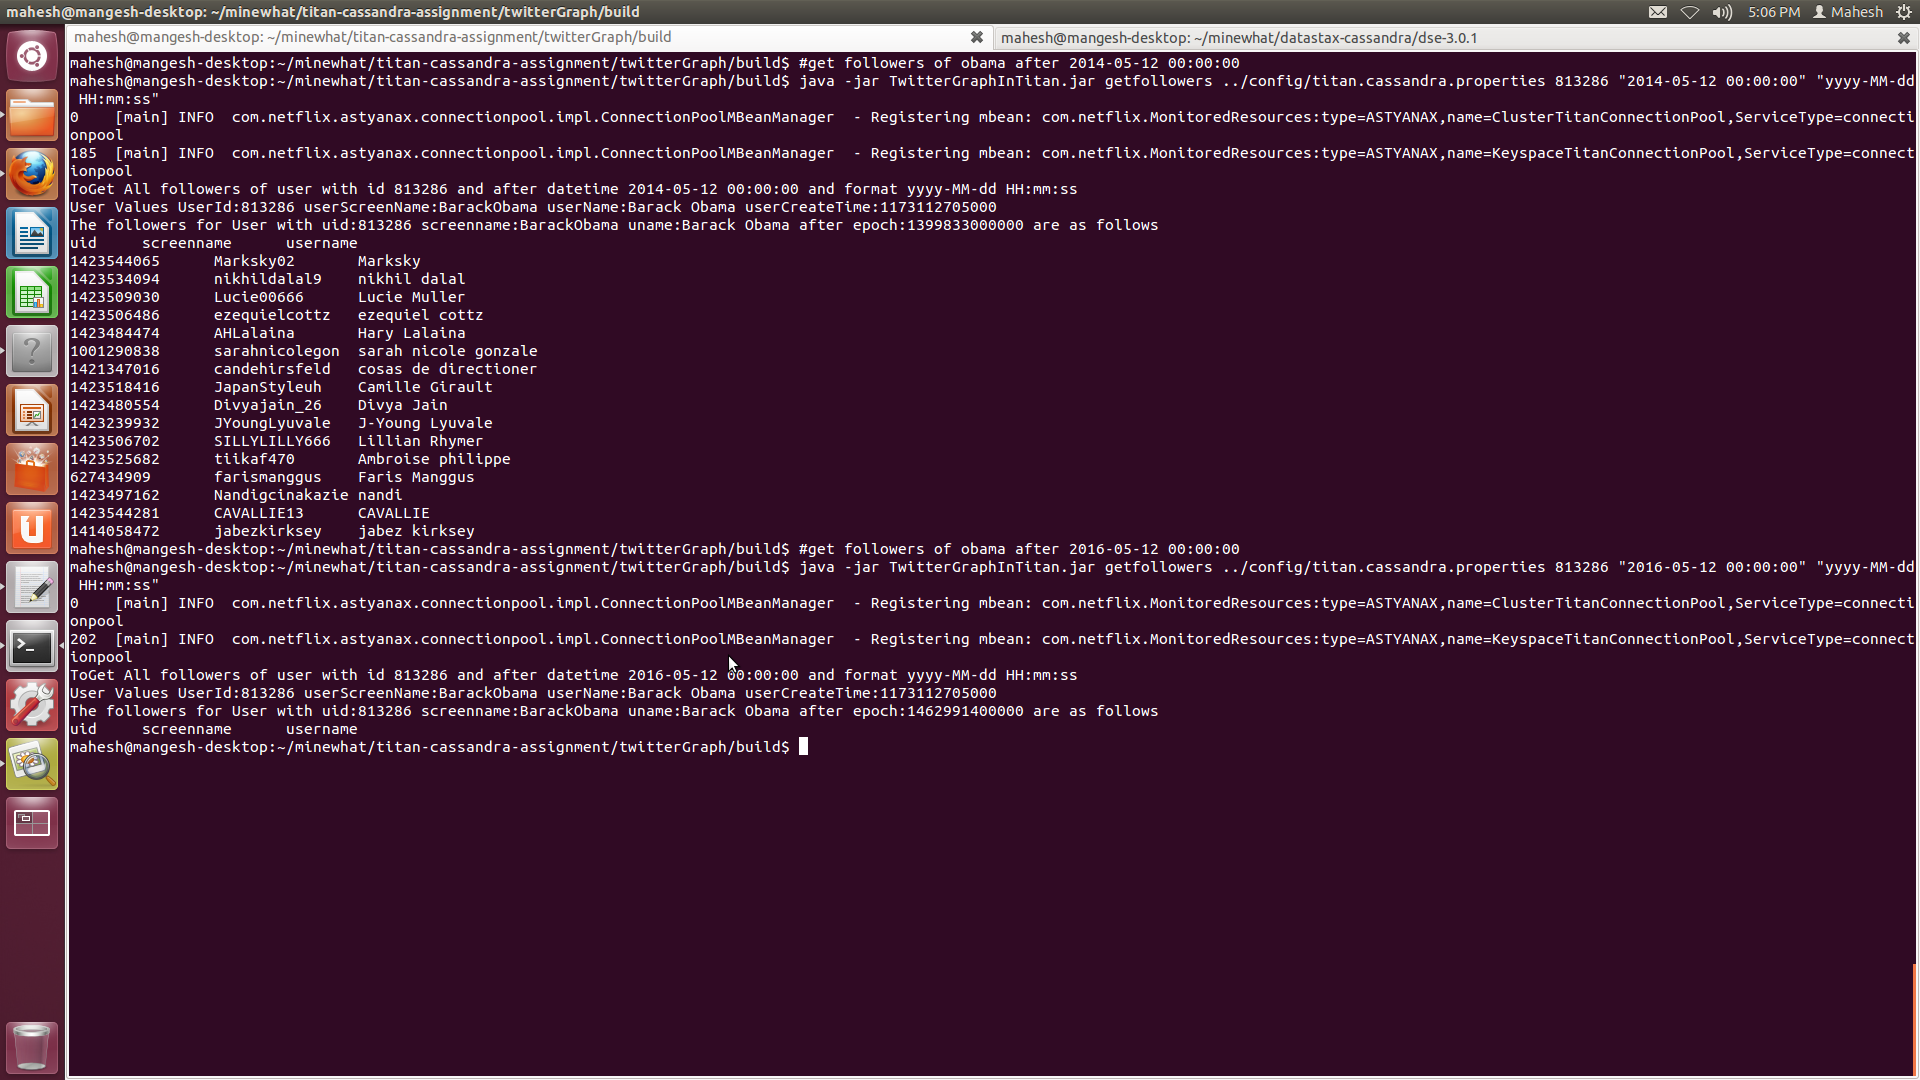 mahesh@mangesh-desktop: ~/minewhat/titan-cassandra-assignment/twitterGraph/build
5:06 PM
Mahesh
mahesh@mangesh-desktop: ~/minewhat/titan-cassandra-assignment/twitterGraph/build
mahesh@mangesh-desktop: ~/minewhat/datastax-cassandra/dse-3.0.1
mahesh@mangesh-desktop:~/minewhat/titan-cassandra-assignment/twitterGraph/build$ #get followers of obama after 2014-05-12 00:00:00
mahesh@mangesh-desktop:~/minewhat/titan-cassandra-assignment/twitterGraph/build$ java -jar TwitterGraphInTitan.jar getfollowers ../config/titan.cassandra.properties 813286 "2014-05-12 00:00:00" "yyyy-MM-dd
 HH:mm:ss"
0    [main] INFO  com.netflix.astyanax.connectionpool.impl.ConnectionPoolMBeanManager  - Registering mbean: com.netflix.MonitoredResources:type=ASTYANAX,name=ClusterTitanConnectionPool,ServiceType=connecti
onpool
185  [main] INFO  com.netflix.astyanax.connectionpool.impl.ConnectionPoolMBeanManager  - Registering mbean: com.netflix.MonitoredResources:type=ASTYANAX,name=KeyspaceTitanConnectionPool,ServiceType=connect
ionpool
ToGet All followers of user with id 813286 and after datetime 2014-05-12 00:00:00 and format yyyy-MM-dd HH:mm:ss
User Values UserId:813286 userScreenName:BarackObama userName:Barack Obama userCreateTime:1173112705000
The followers for User with uid:813286 screenname:BarackObama uname:Barack Obama after epoch:1399833000000 are as follows
uid     screenname      username
1423544065      Marksky02       Marksky
1423534094      nikhildalal9    nikhil dalal
1423509030      Lucie00666      Lucie Muller
1423506486      ezequielcottz   ezequiel cottz
1423484474      AHLalaina       Hary Lalaina
1001290838      sarahnicolegon  sarah nicole gonzale
1421347016      candehirsfeld   cosas de directioner
1423518416      JapanStyleuh    Camille Girault
1423480554      Divyajain_26    Divya Jain
1423239932      JYoungLyuvale   J-Young Lyuvale
1423506702      SILLYLILLY666   Lillian Rhymer
1423525682      tiikaf470       Ambroise philippe
627434909       farismanggus    Faris Manggus
1423497162      Nandigcinakazie nandi
1423544281      CAVALLIE13      CAVALLIE
1414058472      jabezkirksey    jabez kirksey
mahesh@mangesh-desktop:~/minewhat/titan-cassandra-assignment/twitterGraph/build$ #get followers of obama after 2016-05-12 00:00:00
mahesh@mangesh-desktop:~/minewhat/titan-cassandra-assignment/twitterGraph/build$ java -jar TwitterGraphInTitan.jar getfollowers ../config/titan.cassandra.properties 813286 "2016-05-12 00:00:00" "yyyy-MM-dd
 HH:mm:ss"
0    [main] INFO  com.netflix.astyanax.connectionpool.impl.ConnectionPoolMBeanManager  - Registering mbean: com.netflix.MonitoredResources:type=ASTYANAX,name=ClusterTitanConnectionPool,ServiceType=connecti
onpool
202  [main] INFO  com.netflix.astyanax.connectionpool.impl.ConnectionPoolMBeanManager  - Registering mbean: com.netflix.MonitoredResources:type=ASTYANAX,name=KeyspaceTitanConnectionPool,ServiceType=connect
ionpool
ToGet All followers of user with id 813286 and after datetime 2016-05-12 00:00:00 and format yyyy-MM-dd HH:mm:ss
User Values UserId:813286 userScreenName:BarackObama userName:Barack Obama userCreateTime:1173112705000
The followers for User with uid:813286 screenname:BarackObama uname:Barack Obama after epoch:1462991400000 are as follows
uid     screenname      username
mahesh@mangesh-desktop:~/minewhat/titan-cassandra-assignment/twitterGraph/build$